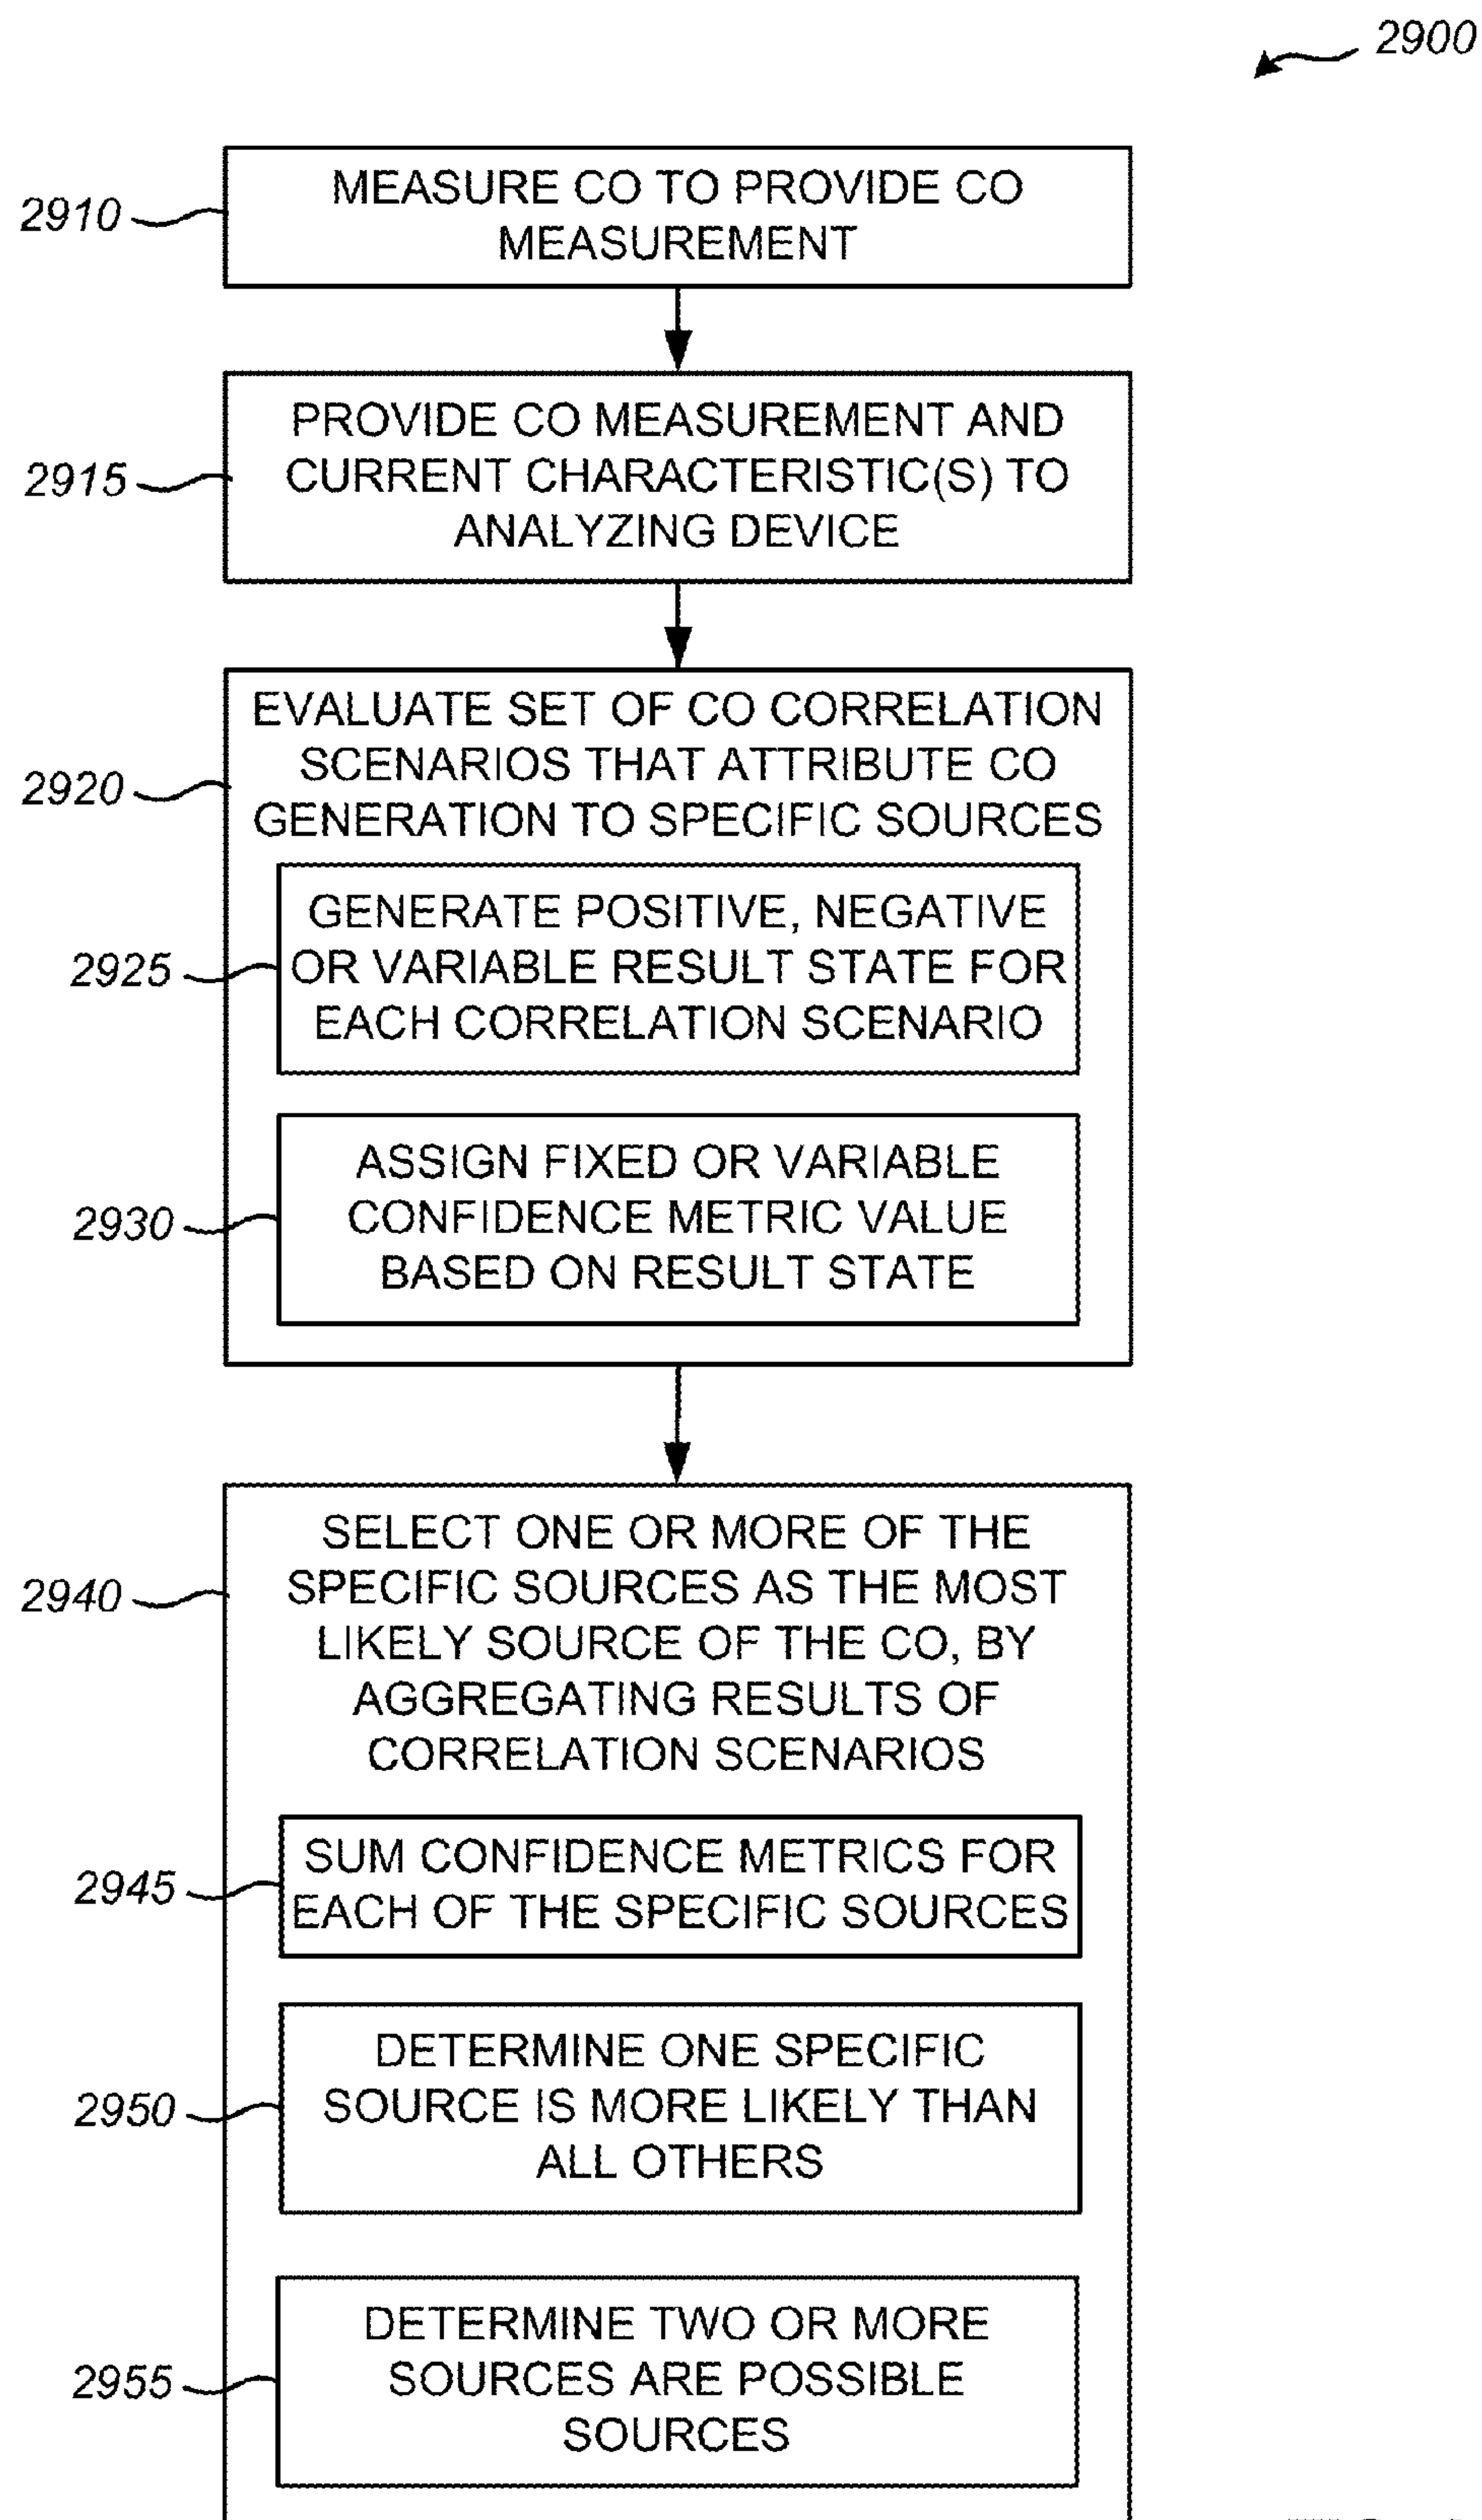 2900
2910
MEASURE CO TO PROVIDE CO
MEASUREMENT
2915
PROVIDE CO MEASUREMENT AND
CURRENT CHARACTERISTIC(S) TO
ANALYZING DEVICE
2920
EVALUATE SET OF CO CORRELATION
SCENARIOS THAT ATTRIBUTE CO
GENERATION TO SPECIFIC SOURCES
2925
GENERATE POSITIVE, NEGATIVE
OR VARIABLE RESULT STATE FOR
EACH CORRELATION SCENARIO
2930
ASSIGN FIXED OR VARIABLE
CONFIDENCE METRIC VALUE
BASED ON RESULT STATE
2940
SELECT ONE OR MORE OF THE
SPECIFIC SOURCES AS THE MOST
LIKELY SOURCE OF THE CO, BY
AGGREGATING RESULTS OF
CORRELATION SCENARIOS
2945
SUM CONFIDENCE METRICS FOR
EACH OF THE SPECIFIC SOURCES
2950
DETERMINE ONE SPECIFIC
SOURCE IS MORE LIKELY THAN
ALL OTHERS
2955
DETERMINE TWO OR MORE
SOURCES ARE POSSIBLE
SOURCES